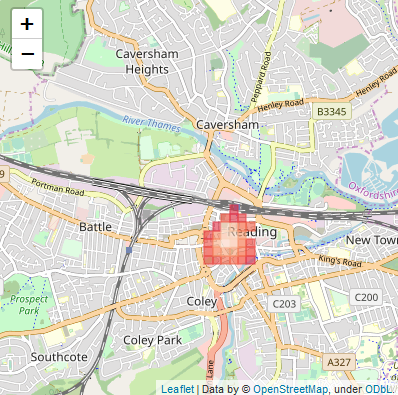 +
−
Caversham
Heights
Peppard Road
Henley Road
Henley Road
B3345
River Thames
Caversham
9
Portman Road
Oxfordshire
Battle
Reading
New Town
King's Road
Prospect
Park
Coley
C203
C200
Southcote
Coley Park
Lane
A327
Leaflet | Data by © OpenStreetMap, under ODbL.